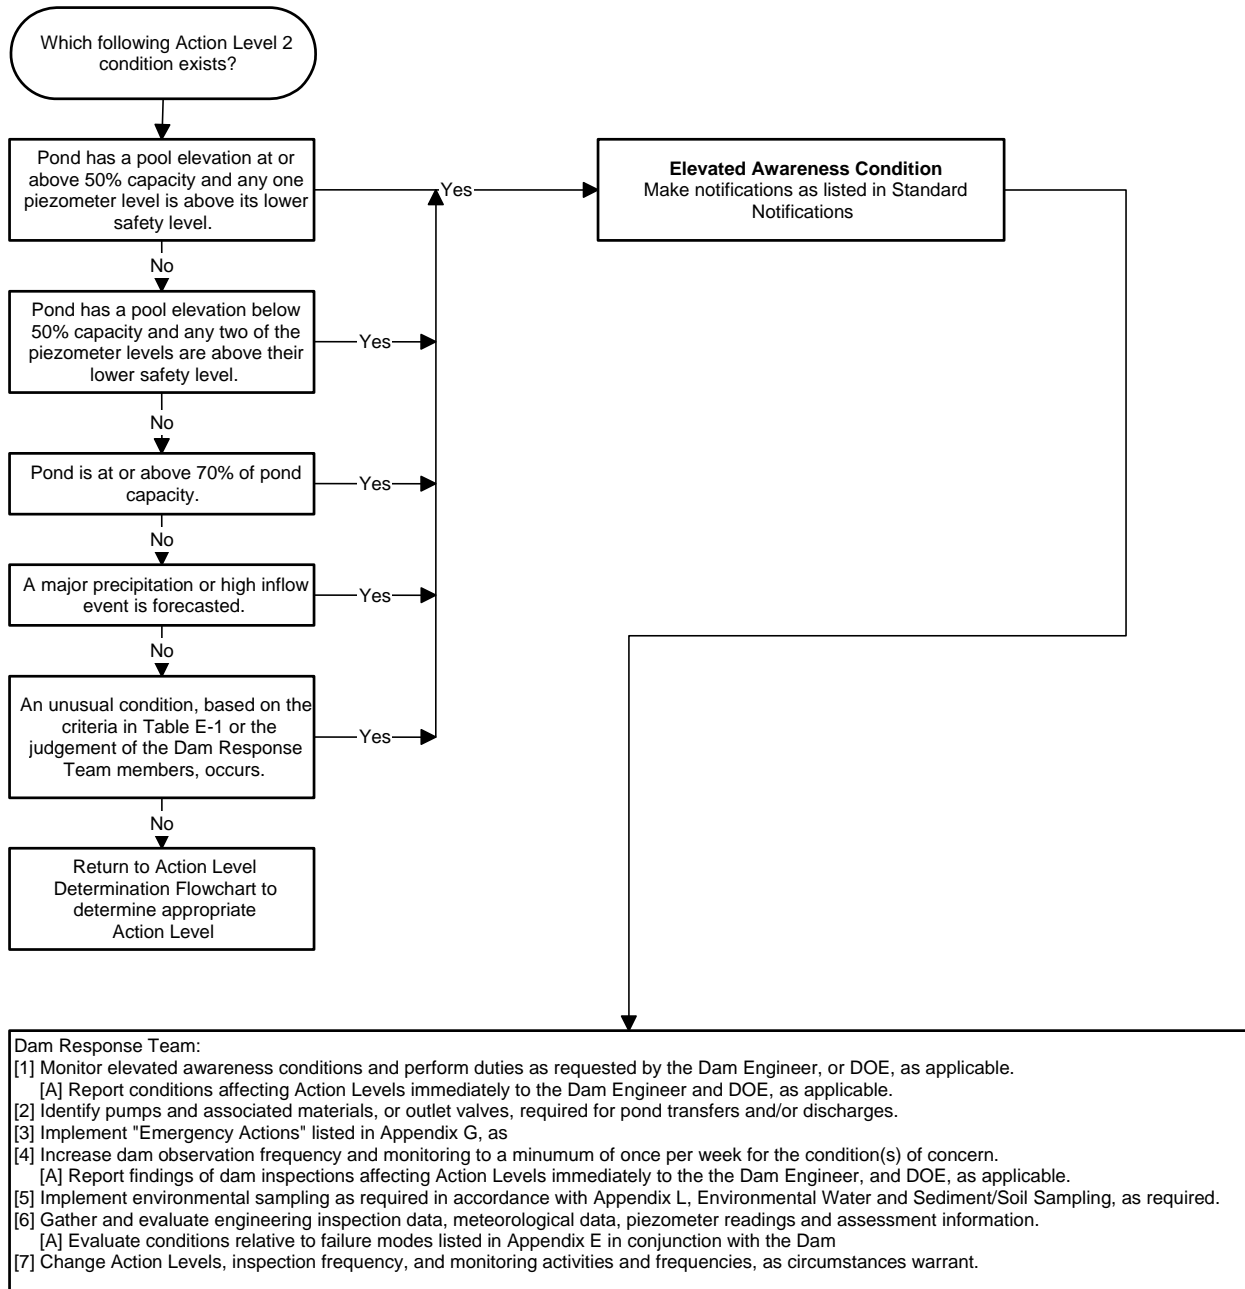 Which following Action Level 2
condition exists?
Pond has a pool elevation at or
above 50% capacity and any one
piezometer level is above its lower
safety level.
Yes
Elevated Awareness Condition
Make notifications as listed in Standard
Notifications
No
Pond has a pool elevation below
50% capacity and any two of the
piezometer levels are above their
lower safety level.
Yes
No
Pond is at or above 70% of pond
capacity.
Yes
No
A major precipitation or high inflow
event is forecasted.
Yes
No
An unusual condition, based on the
criteria in Table E-1 or the
judgement of the Dam Response
Team members, occurs.
Yes
No
Return to Action Level
Determination Flowchart to
determine appropriate
Action Level
Dam Response Team:
[1] Monitor elevated awareness conditions and perform duties as requested by the Dam Engineer, or DOE, as applicable.
[A] Report conditions affecting Action Levels immediately to the Dam Engineer and DOE, as applicable.
[2] Identify pumps and associated materials, or outlet valves, required for pond transfers and/or discharges.
[3] Implement "Emergency Actions" listed in Appendix G, as
[4] Increase dam observation frequency and monitoring to a minumum of once per week for the condition(s) of concern.
[A] Report findings of dam inspections affecting Action Levels immediately to the the Dam Engineer, and DOE, as applicable.
[5] Implement environmental sampling as required in accordance with Appendix L, Environmental Water and Sediment/Soil Sampling, as required.
[6] Gather and evaluate engineering inspection data, meteorological data, piezometer readings and assessment information.
[A] Evaluate conditions relative to failure modes listed in Appendix E in conjunction with the Dam
[7] Change Action Levels, inspection frequency, and monitoring activities and frequencies, as circumstances warrant.